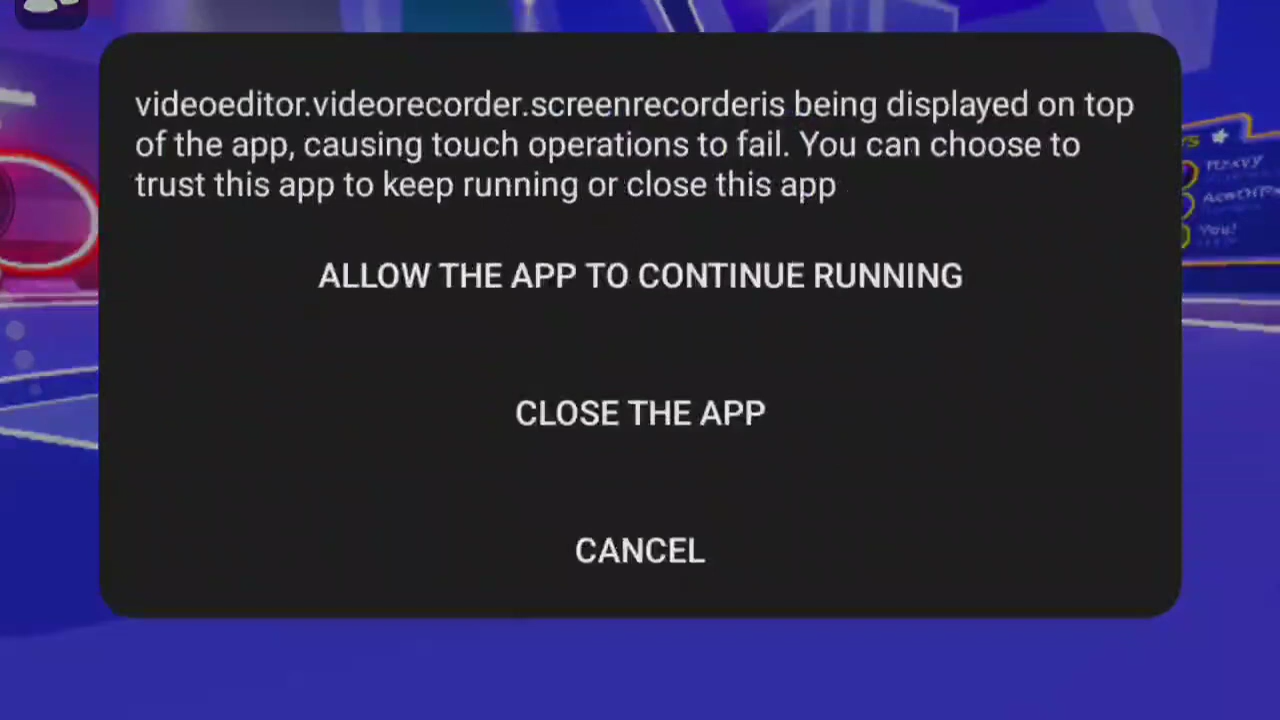 videoeditor.videorecorder.screenrecorderis being displayed on top
of the app, causing touch operations to fail. You can choose to
trust this app to keep running or close this app
ALLOW THE APP TO CONTINUE RUNNING
CLOSE THE APP
CANCEL
You!